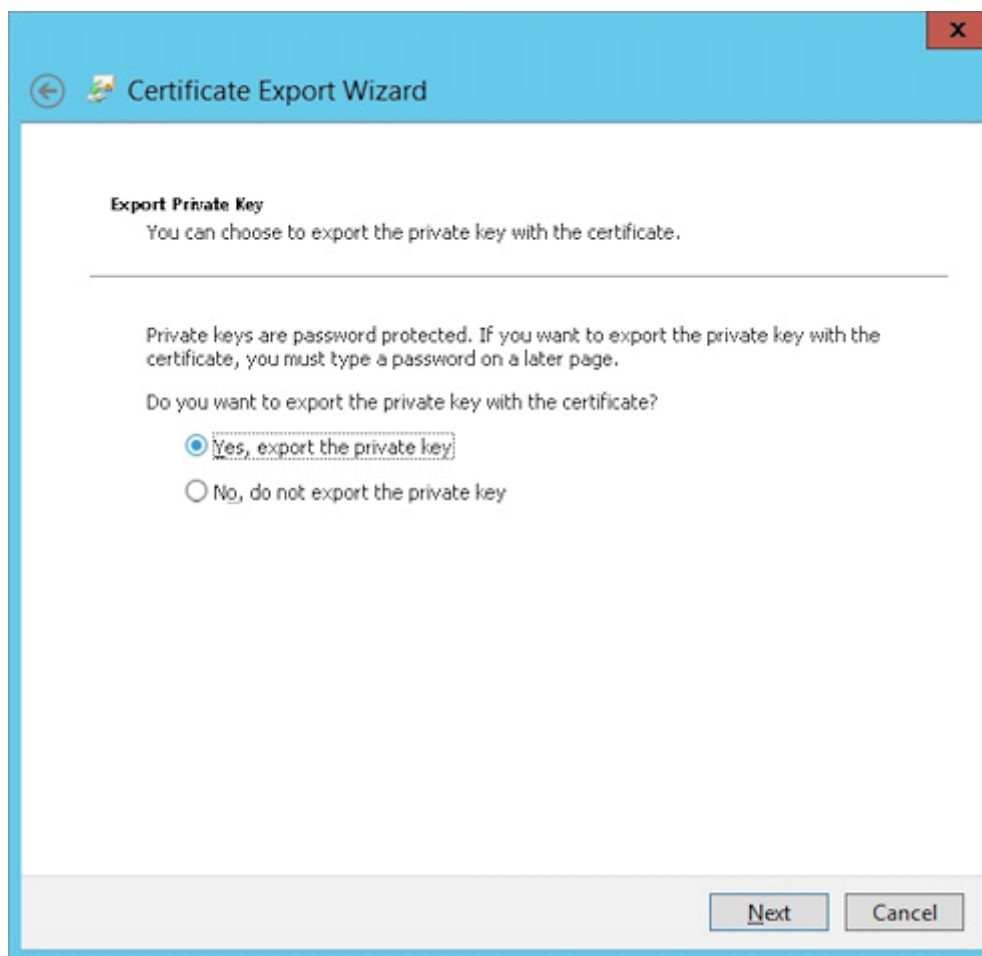 Certificate Export Wizard
Export Private Key
You can choose to export the private key with the certificate.
Private keys are password protected. If you want to export the private key with the
certificate, you must type a password on a later page.
Do you want to export the private key with the certificate?
Yes, export the private key
No, do not export the private key
Next
Cancel